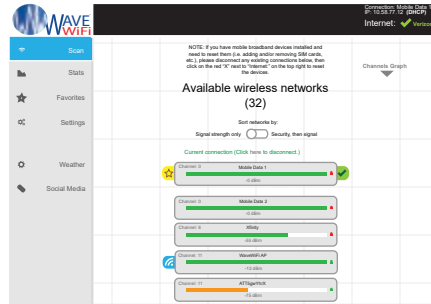 WAVE
WiFi
Connection: Mobile Data 1
IP: 10.58.77.12 (DHCP)
Internet: Verizon
Scan
Stats
Favorites
Settings
Weather
Social Media
NOTE: If you have mobile broadband devices installed and
need to reset them (i.e. adding and/or removing SIM cards,
etc.), please disconnect any existing connections below, then
click on the red "X" next to "Internet:" on the top right to reset
the devices.
Channels Graph
Available wireless networks
(32)
Sort networks by:
Signal strength only Security, then signal
Current connection (Click here to disconnect.)
Channel: 0 Mobile Data 1
-0 dBm
Channel: 0 Mobile Data 2
-0 dBm
Channel: 6 Xfinity
Channel: 11 WaveWiFi AP
Channel: 11